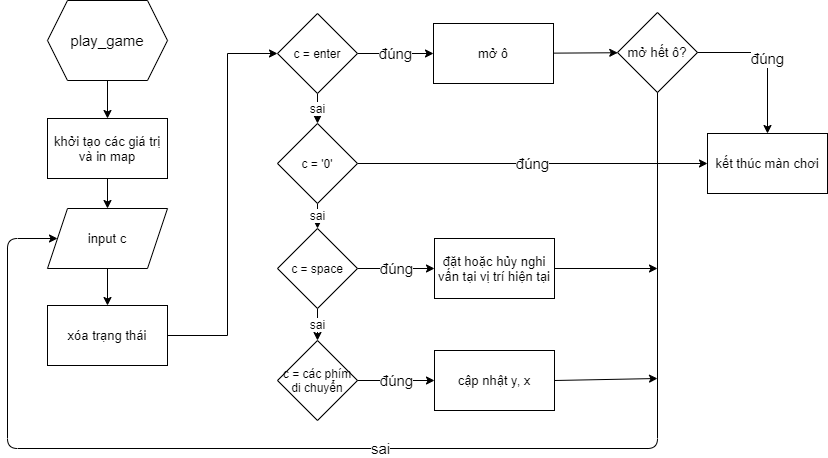 play_game
khởi tạo các giá trị
và in map
input c
xóa trạng thái
c = enter
đúng
mở ô
mở hết ô?
đúng
sai
c = '0'
đúng
kết thúc màn chơi
sai
c = space
đúng
đặt hoặc hủy nghi
vấn tại vị trí hiện tại
sai
c = các phím
di chuyển
đúng
cập nhật y, x
sai